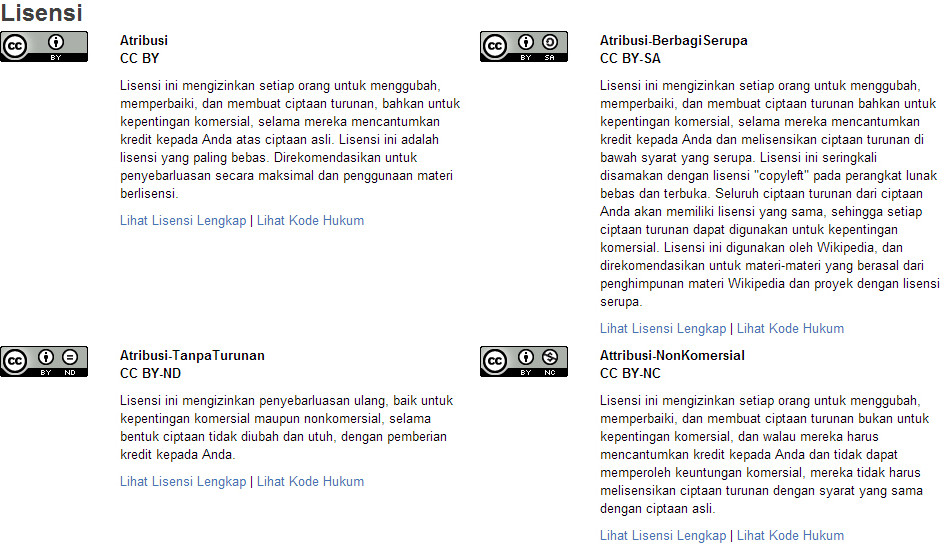 Lisensi
cc
BY
Atribusi
CC BY
Lisensi ini mengizinkan setiap orang untuk menggubah,
memperbaiki, dan membuat ciptaan turunan, bahkan untuk
kepentingan komersial, selama mereka mencantumkan
kredit kepada Anda atas ciptaan asli. Lisensi ini adalah
lisensi yang paling bebas. Direkomendasikan untuk
penyebarluasan secara maksimal dan penggunaan materi
berlisensi.
Lihat Lisensi Lengkap | Lihat Kode Hukum
cc
BY SA
Atribusi-BerbagiSerupa
CC BY-SA
Lisensi ini mengizinkan setiap orang untuk menggubah,
memperbaiki, dan membuat ciptaan turunan bahkan untuk
kepentingan komersial, selama mereka mencantumkan
kredit kepada Anda dan melisensikan ciptaan turunan di
bawah syarat yang serupa. Lisensi ini seringkali
disamakan dengan lisensi "copyleft" pada perangkat lunak
bebas dan terbuka. Seluruh ciptaan turunan dari ciptaan
Anda akan memiliki lisensi yang sama, sehingga setiap
ciptaan turunan dapat digunakan untuk kepentingan
komersial. Lisensi ini digunakan oleh Wikipedia, dan
direkomendasikan untuk materi-materi yang berasal dari
penghimpunan materi Wikipedia dan proyek dengan lisensi
serupa.
Lihat Lisensi Lengkap | Lihat Kode Hukum
cc
BY ND
Atribusi-TanpaTurunan
CC BY-ND
Lisensi ini mengizinkan penyebarluasan ulang, baik untuk
kepentingan komersial maupun nonkomersial, selama
bentuk ciptaan tidak diubah dan utuh, dengan pemberian
kredit kepada Anda.
Lihat Lisensi Lengkap | Lihat Kode Hukum
cc
BY NC
Attribusi-NonKomersial
CC BY-NC
Lisensi ini mengizinkan setiap orang untuk menggubah,
memperbaiki, dan membuat ciptaan turunan bukan untuk
kepentingan komersial, dan walau mereka harus
mencantumkan kredit kepada Anda dan tidak dapat
memperoleh keuntungan komersial, mereka tidak harus
melisensikan ciptaan turunan dengan syarat yang sama
dengan ciptaan asli.
Lihat Lisensi Lengkap | Lihat Kode Hukum